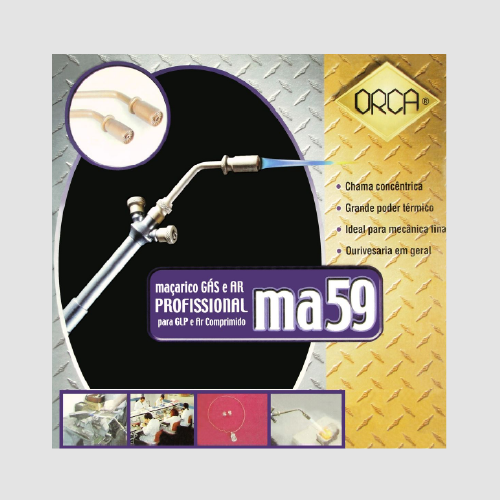 ORCA®
• Chama concêntrica
• Grande poder térmico
• Ideal para mecânica fina
• Ourivesaria em geral
maçarico GÁS e AR
PROFISSIONAL
para GLP e Ar Comprimido
ma59